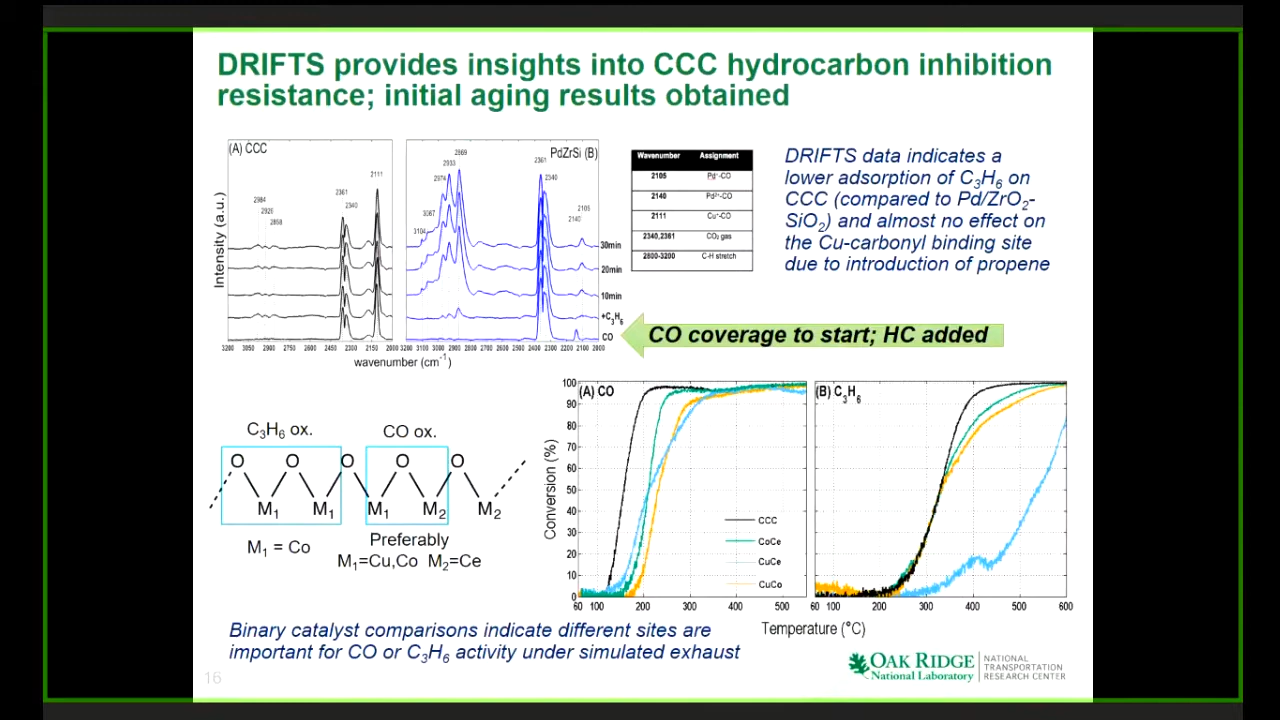 DRIFTS provides insights into CCC hydrocarbon inhibition
resistance; initial aging results obtained
(A) CCC
2984
2926
2868
2361
2340
2111
Intensity (a.u.)
3200 3050 2900 2750 2600 2450 2300 2150 2000
PdZrSi (B)
3104
3067
2974
2933
2869
2361
2340
2140
2105
30min
20min
10min
+C₃H₆
CO
3200 3100 3000 2900 2800 2700 2600 2500 2400 2300 2200 2100 2000
wavenumber (cm⁻¹)
Wavenumber Assignment
2105 Pd⁺-CO
2140 Pd²⁺-CO
2111 Cu⁺-CO
2340,2361 CO₂ gas
2800-3200 C-H stretch
DRIFTS data indicates a
lower adsorption of C₃H₆ on
CCC (compared to Pd/ZrO₂-
SiO₂) and almost no effect on
the Cu-carbonyl binding site
due to introduction of propene
CO coverage to start; HC added
C₃H₆ ox. CO ox.
O O O O O
M₁ M₁ M₁ M₂ M₂
M₁ = Co
Preferably
M₁=Cu,Co M₂=Ce
Conversion (%)
100
90
80
70
60
50
40
30
20
10
0
(A) CO
CCC
CoCe
CuCe
CuCo
60 100 200 300 400 500
(B) C₃H₆
60 100 200 300 400 500 600
Temperature (°C)
Binary catalyst comparisons indicate different sites are
important for CO or C₃H₆ activity under simulated exhaust
16
OAK RIDGE
National Laboratory
NATIONAL
TRANSPORTATION
RESEARCH CENTER